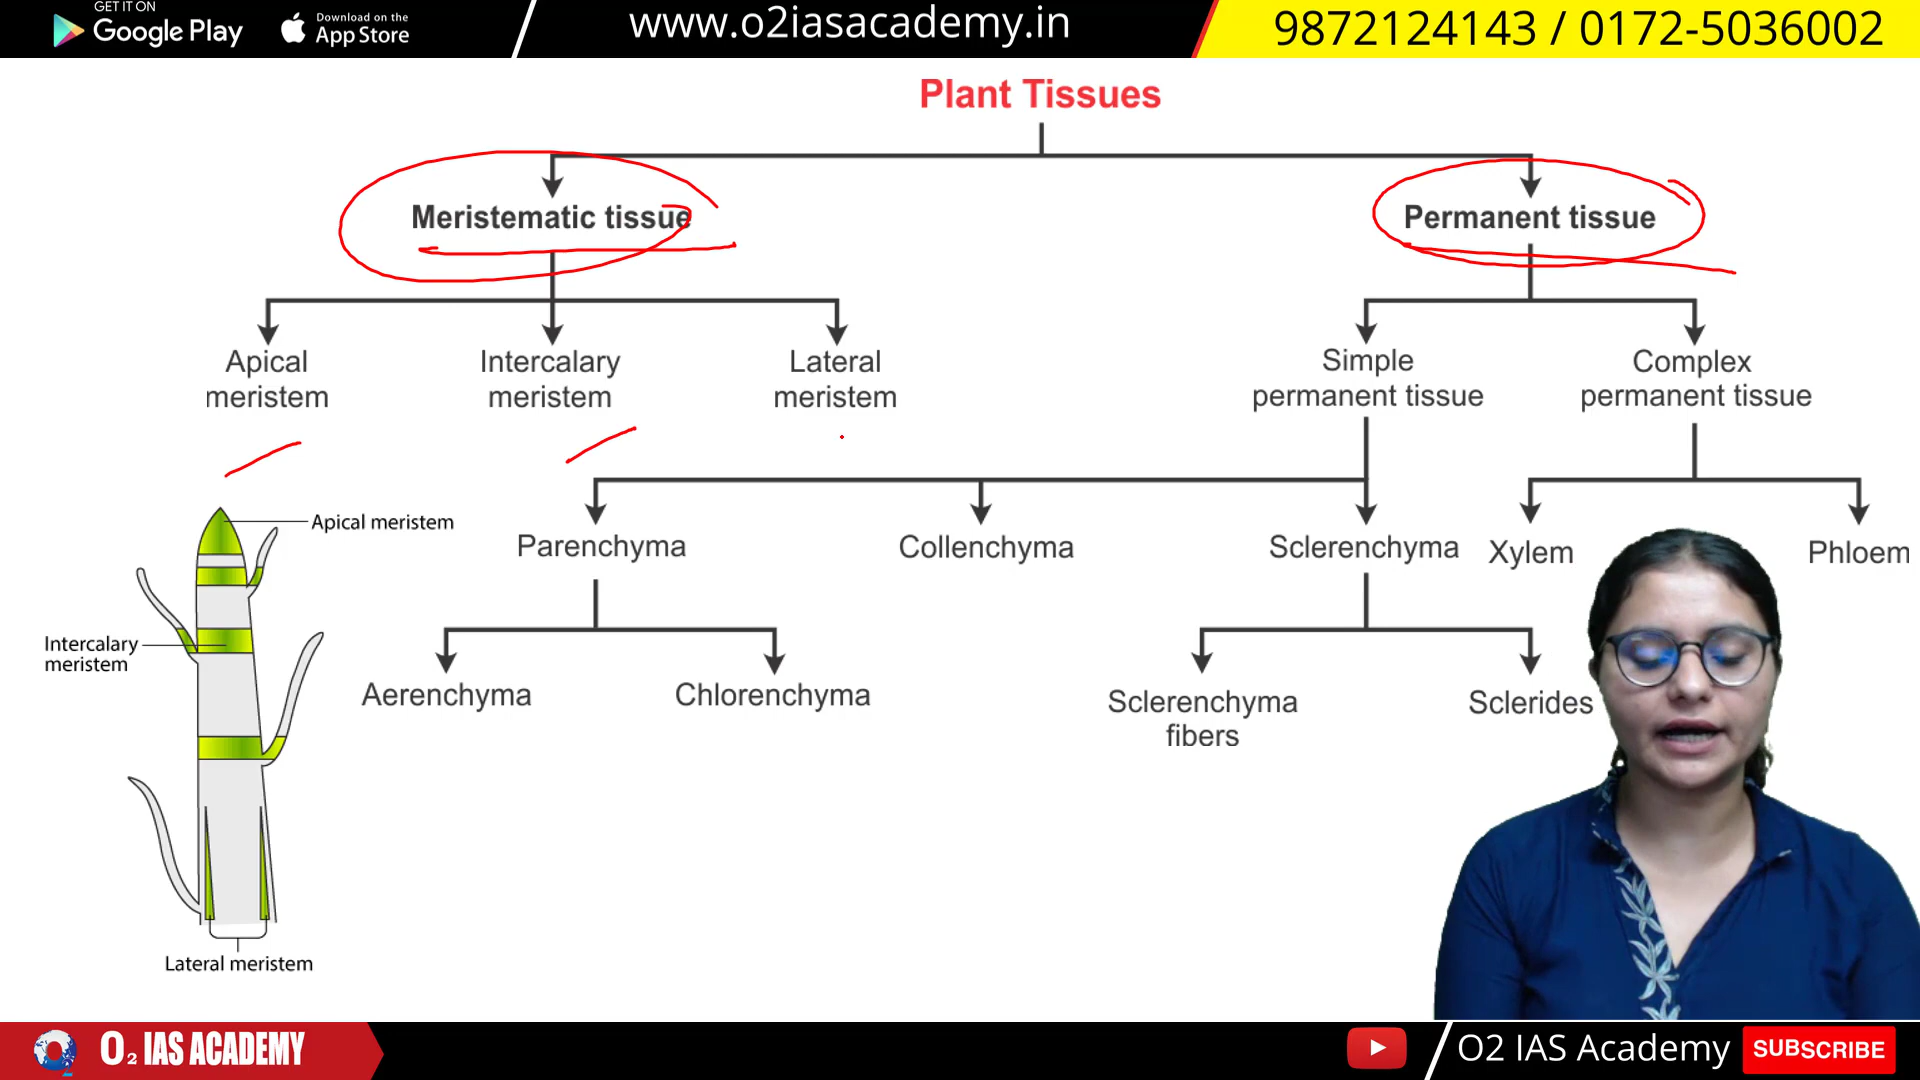 GET IT ON
Google Play
Download on the
App Store
www.o2iasacademy.in
9872124143 / 0172-5036002
Plant Tissues
Meristematic tissue
Permanent tissue
Apical
meristem
Intercalary
meristem
Lateral
meristem
Simple
permanent tissue
Complex
permanent tissue
Apical meristem
Parenchyma
Collenchyma
Sclerenchyma
Xylem
Phloem
Intercalary
meristem
Aerenchyma
Chlorenchyma
Sclerenchyma
fibers
Sclerides
Lateral meristem
O2 IAS ACADEMY
O2 IAS Academy
SUBSCRIBE